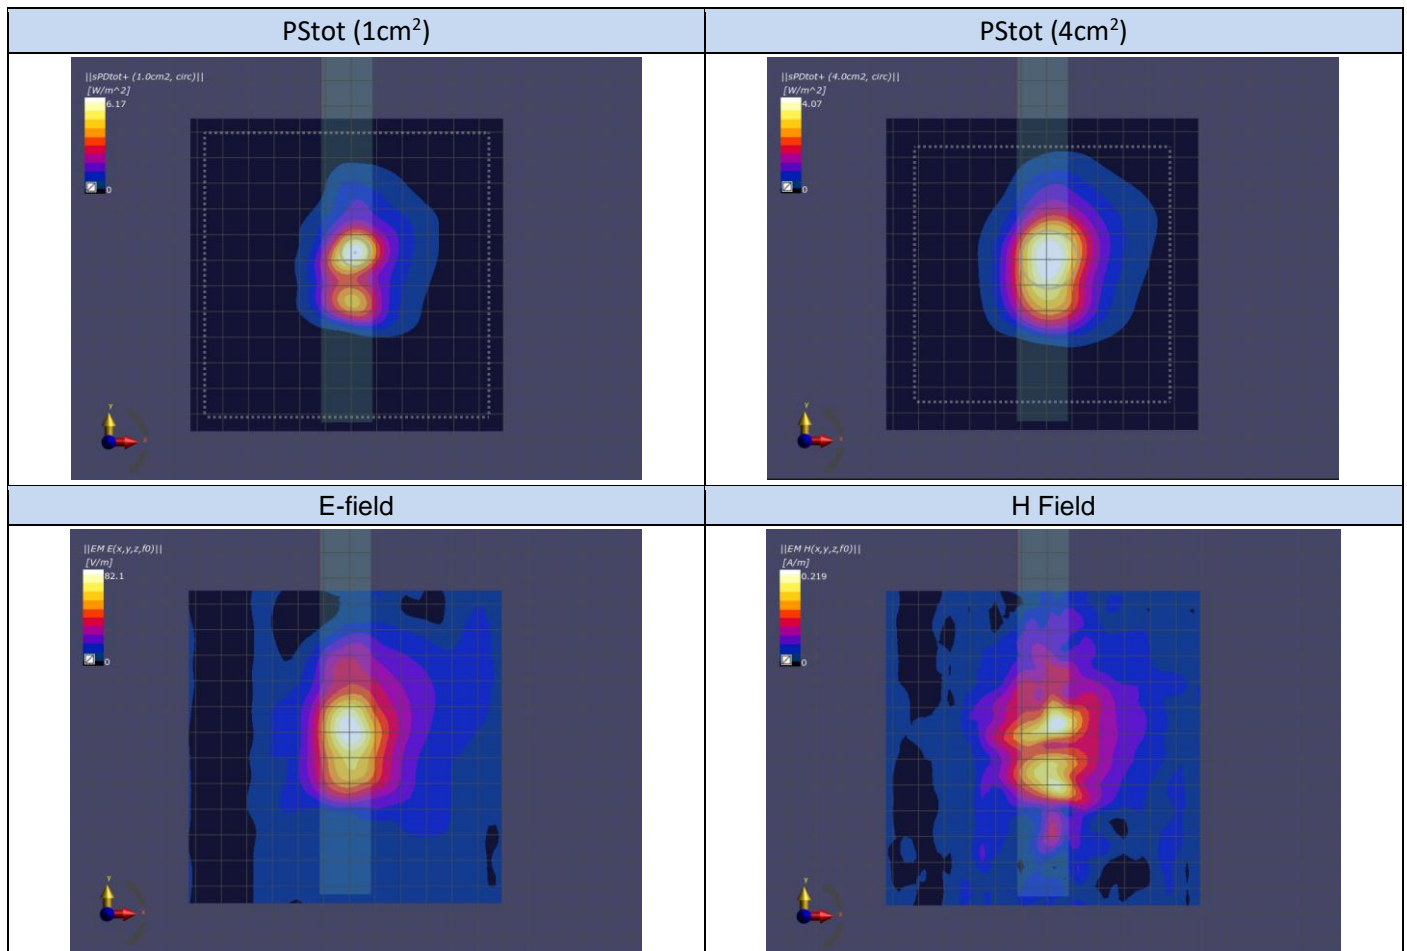 PStot (1cm²)
PStot (4cm²)
||sPDtot+ (1.0cm2, circ)||
[W/m^2]
6.17
0
y
x
||sPDtot+ (4.0cm2, circ)||
[W/m^2]
4.07
0
y
x
E-field
H Field
||EM E(x,y,z,f0)||
[V/m]
82.1
0
y
x
||EM H(x,y,z,f0)||
[A/m]
0.219
0
y
x